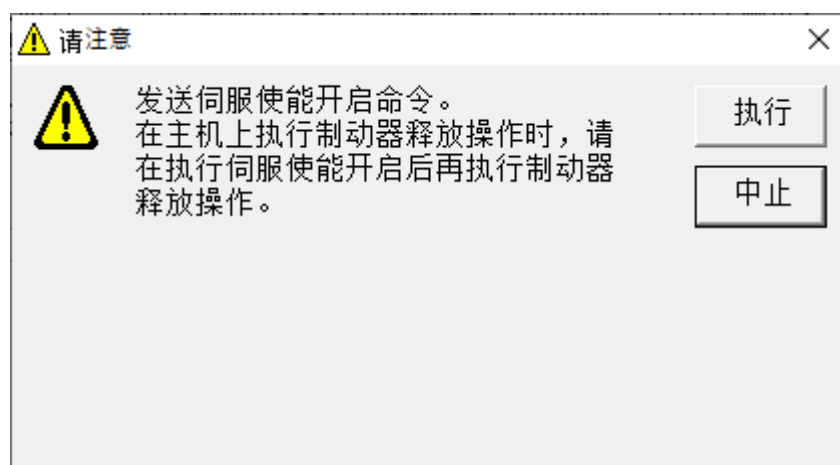 请注意
发送伺服使能开启命令。
在主机上执行制动器释放操作时，请
在执行伺服使能开启后再执行制动器
释放操作。
执行
中止